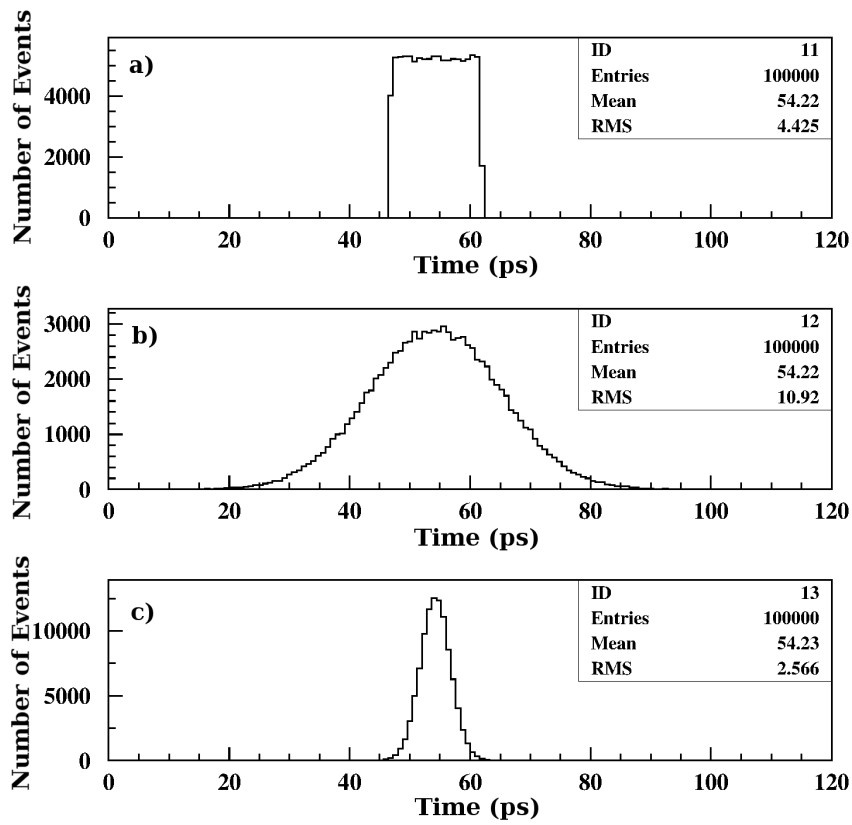 Number of Events
a)
ID 11
Entries 100000
Mean 54.22
RMS 4.425
4000
2000
0
0 20 40 60 80 100 120
Time (ps)
Number of Events
b)
ID 12
Entries 100000
Mean 54.22
RMS 10.92
3000
2000
1000
0
0 20 40 60 80 100 120
Time (ps)
Number of Events
c)
ID 13
Entries 100000
Mean 54.23
RMS 2.566
10000
5000
0
0 20 40 60 80 100 120
Time (ps)